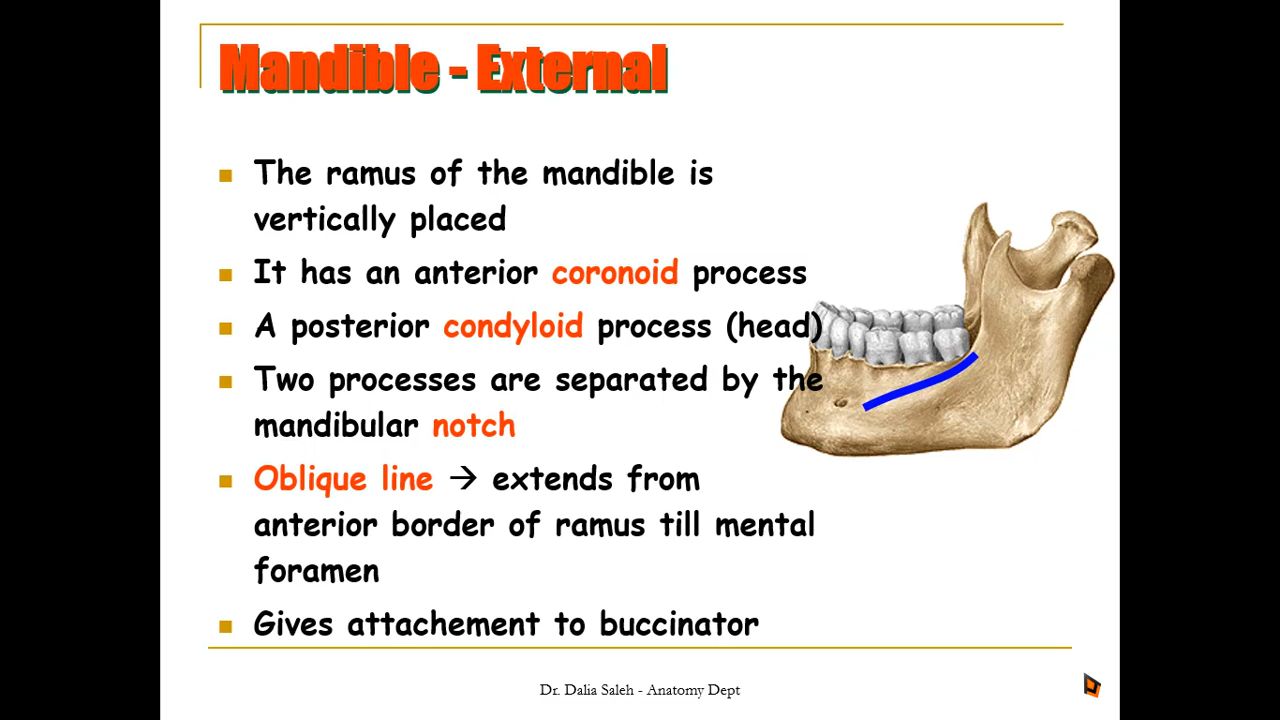 Mandible - External
The ramus of the mandible is
vertically placed
It has an anterior coronoid process
A posterior condyloid process (head)
Two processes are separated by the
mandibular notch
Oblique line → extends from
anterior border of ramus till mental
foramen
Gives attachement to buccinator
Dr. Dalia Saleh - Anatomy Dept